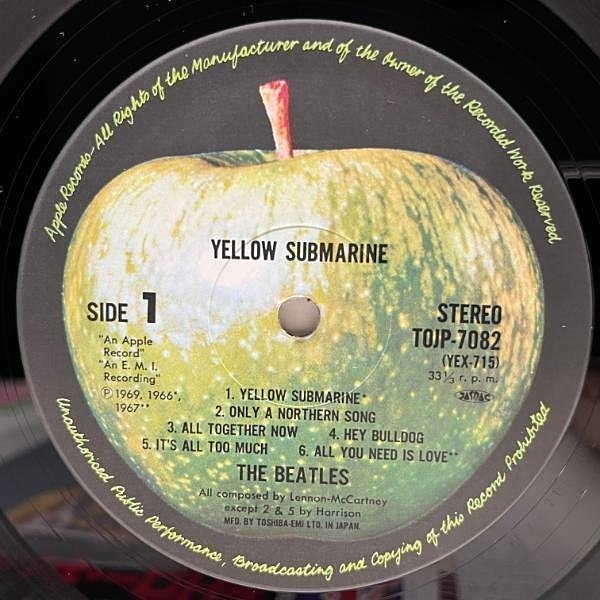 Apple Records-All Rights of the Manufacturer and of the Owner of the Recorded Work Reserved
YELLOW SUBMARINE
SIDE 1
STEREO
TOJP-7082
(YEX-715)
33⅓ r. p. m.
JASRAC
"An Apple
Record"
"An E. M. I.
Recording"
Ⓟ1969, 1966*,
1967**
1. YELLOW SUBMARINE*
2. ONLY A NORTHERN SONG
3. ALL TOGETHER NOW 4. HEY BULLDOG
5. IT'S ALL TOO MUCH 6. ALL YOU NEED IS LOVE**
THE BEATLES
All composed by Lennon-McCartney
except 2 & 5 by Harrison
MFD. BY TOSHIBA-EMI LTD. IN JAPAN.
Unauthorised Public Performance, Broadcasting and Copying of this Record Prohibited